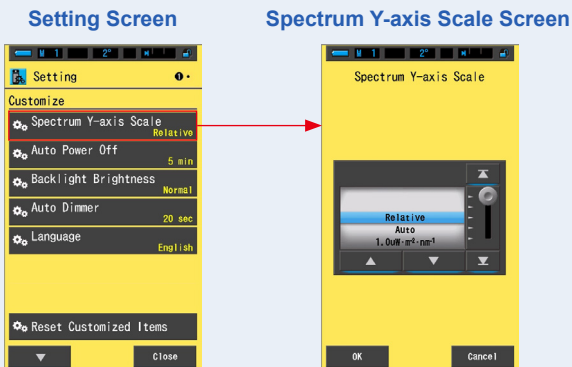 Setting Screen
Spectrum Y-axis Scale Screen
M 1
2°
M
Setting
Customize
Spectrum Y-axis Scale
Relative
Auto Power Off
5 min
Backlight Brightness
Normal
Auto Dimmer
20 sec
Language
English
Reset Customized Items
Close
M 1
2°
M
Spectrum Y-axis Scale
Relative
Auto
1.0uW·m⁻²·nm⁻¹
OK
Cancel